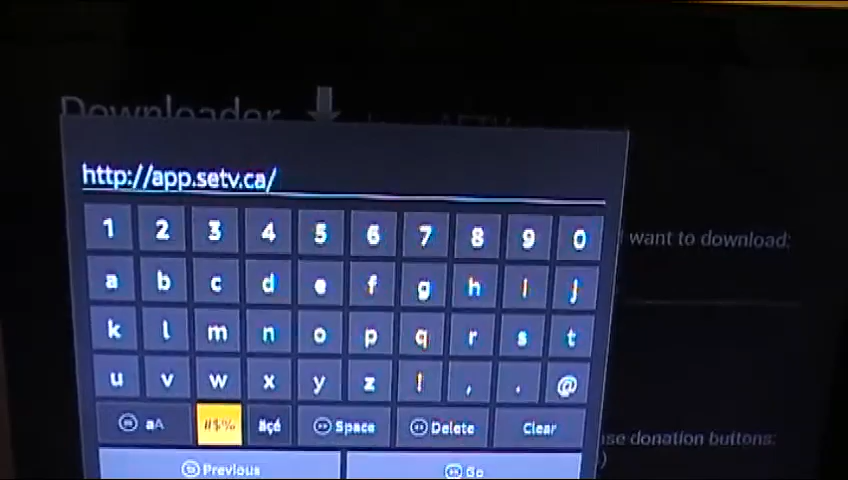 Downloader
http://app.setv.ca/
1 2 3 4 5 6 7 8 9 0
want to download:
a b c d e f g h i j
k l m n o p q r s t
u v w x y z ! , . @
aA #$% äçé Space Delete Clear
donation buttons:
)
Previous Go